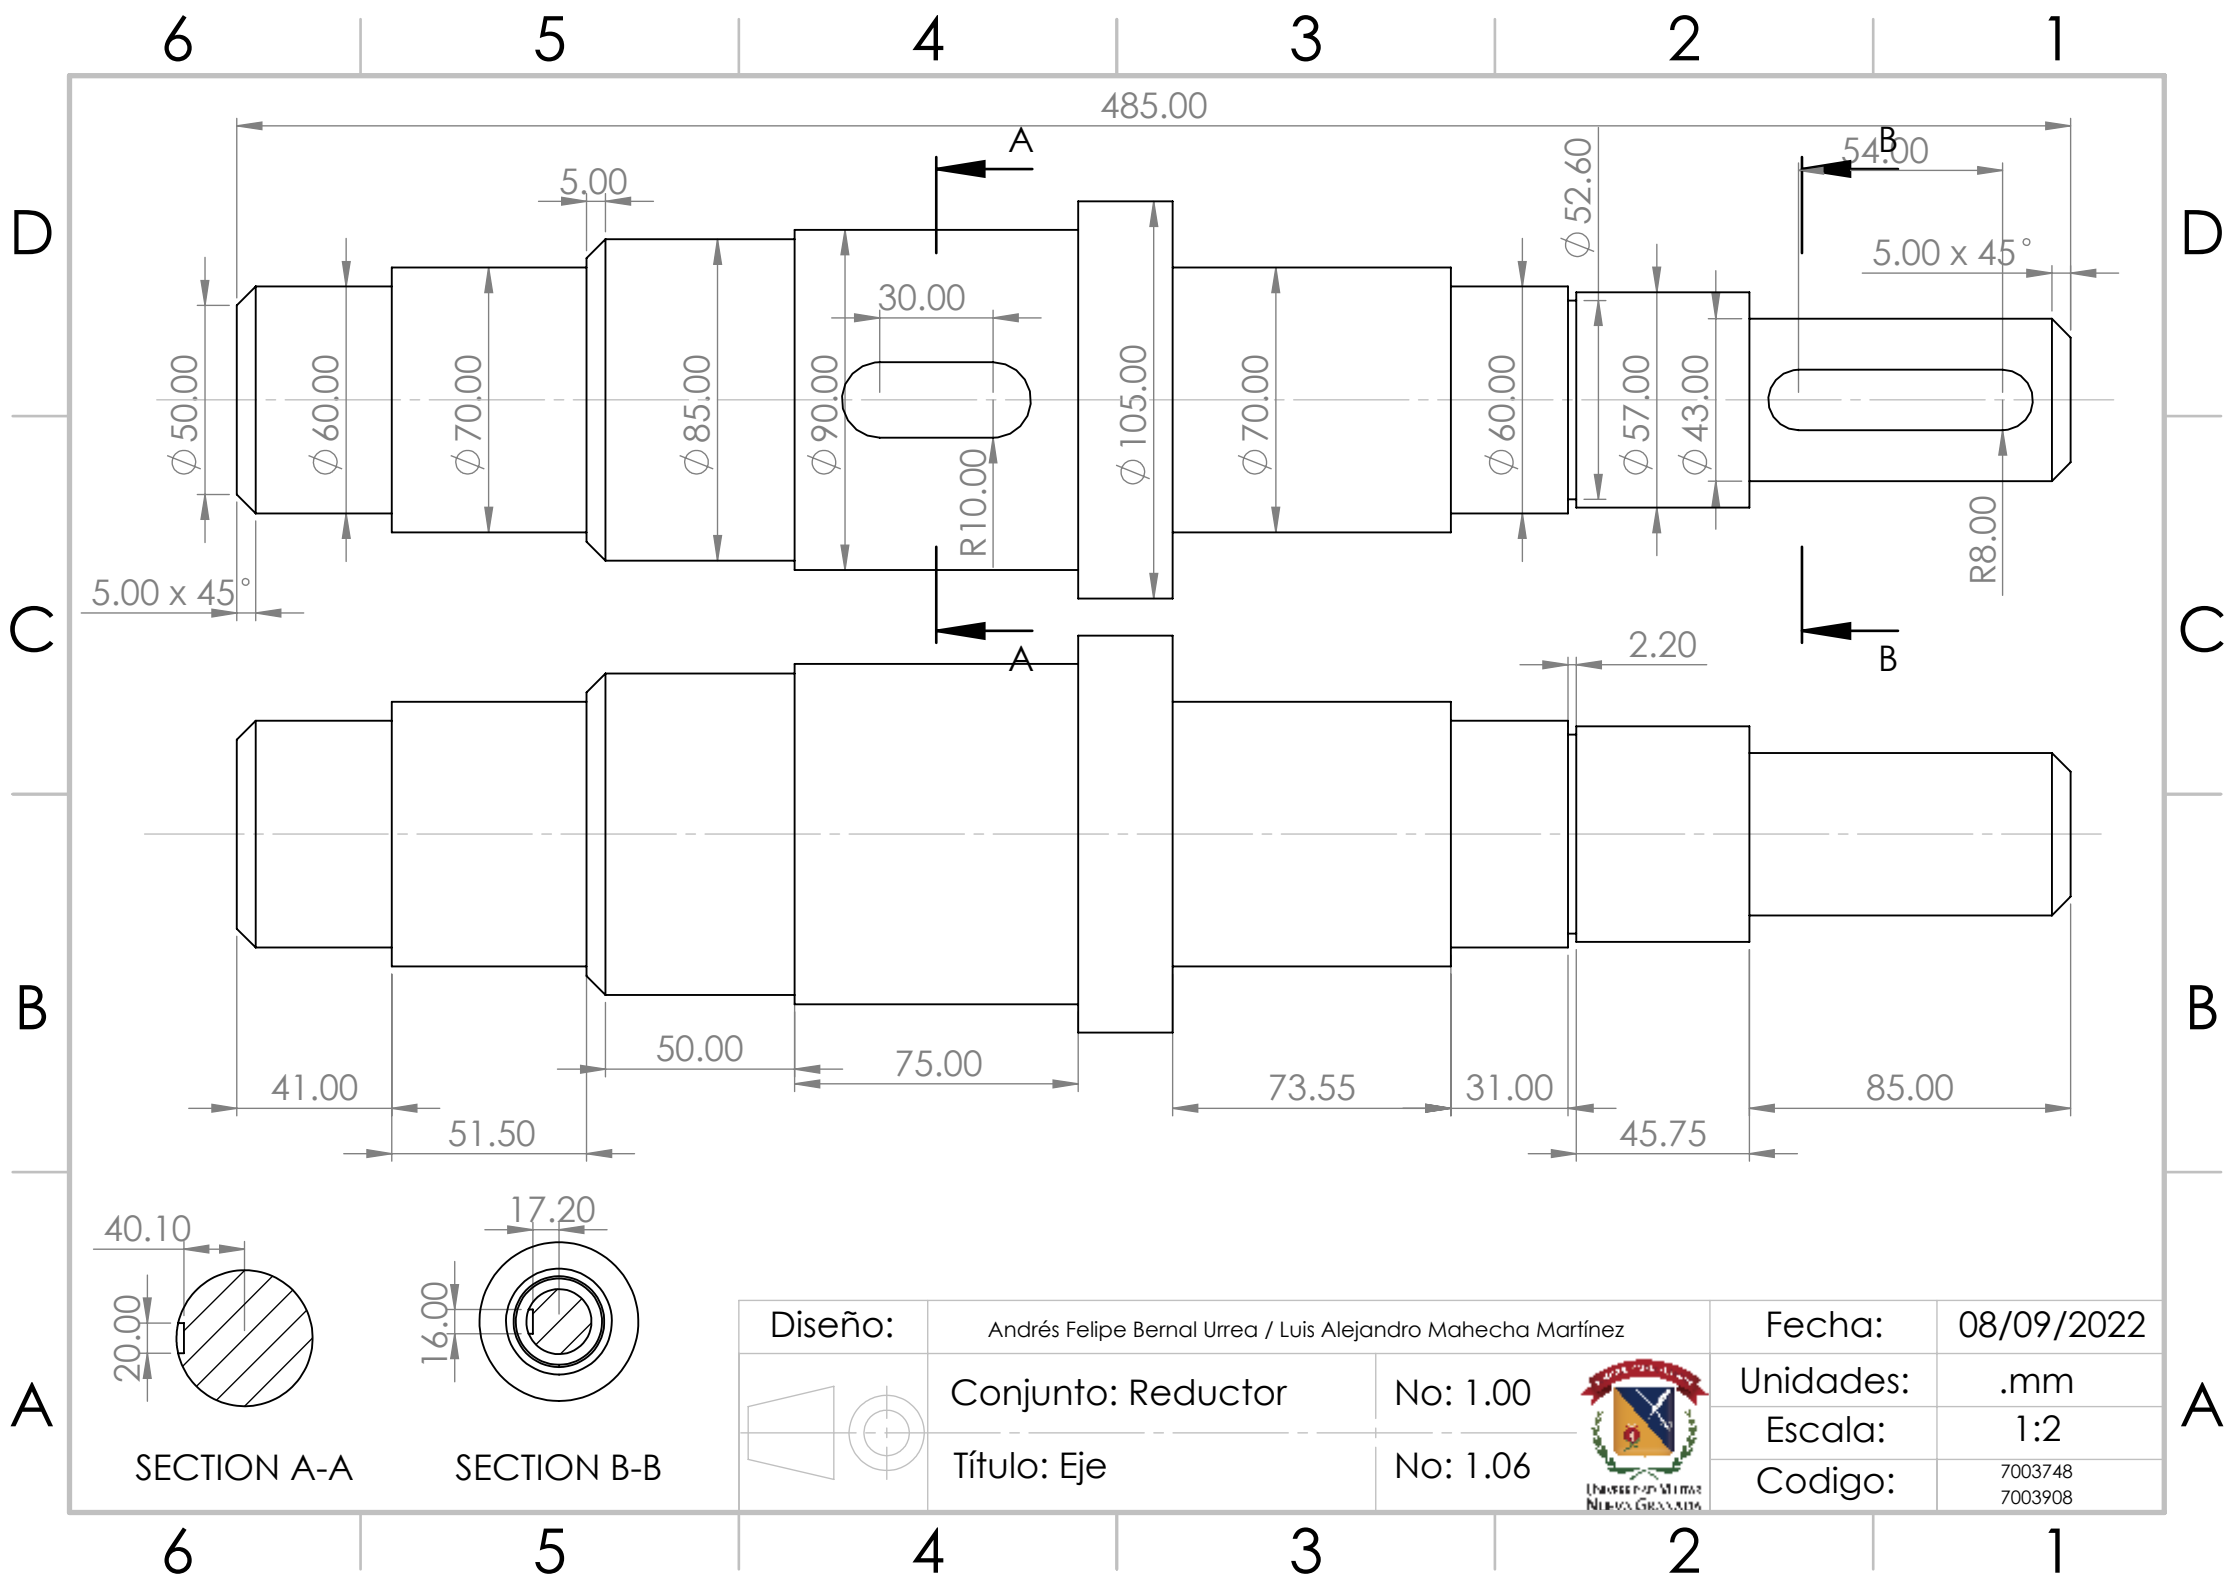 6 5 4 3 2 1
485.00
A
B
54.00
5.00
Ø 52.60
D
D
5.00 x 45°
30.00
Ø 50.00
Ø 60.00
Ø 70.00
Ø 85.00
Ø 90.00
Ø 105.00
Ø 70.00
Ø 60.00
Ø 57.00
Ø 43.00
R10.00
R8.00
5.00 x 45°
C
C
A
B
2.20
B
B
50.00
75.00
41.00
73.55
31.00
85.00
51.50
45.75
40.10
17.20
20.00
16.00
SECTION A-A
SECTION B-B
A
A
Diseño:
Andrés Felipe Bernal Urrea / Luis Alejandro Mahecha Martínez
Fecha:
08/09/2022
Conjunto: Reductor
No: 1.00
Unidades:
.mm
Escala:
1:2
Título: Eje
No: 1.06
Codigo:
7003748
7003908
UNIVERSIDAD MILITAR
NUEVA GRANADA
6 5 4 3 2 1